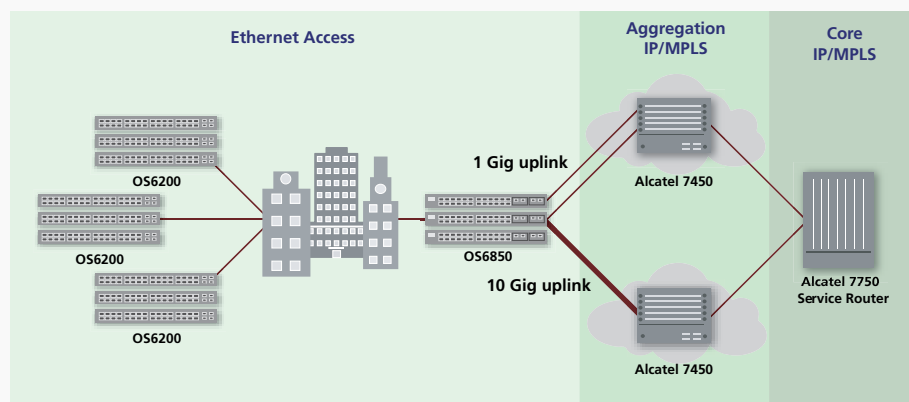 Ethernet Access
Aggregation
IP/MPLS
Core
IP/MPLS
OS6200
OS6200
OS6200
OS6850
1 Gig uplink
10 Gig uplink
Alcatel 7450
Alcatel 7450
Alcatel 7750
Service Router